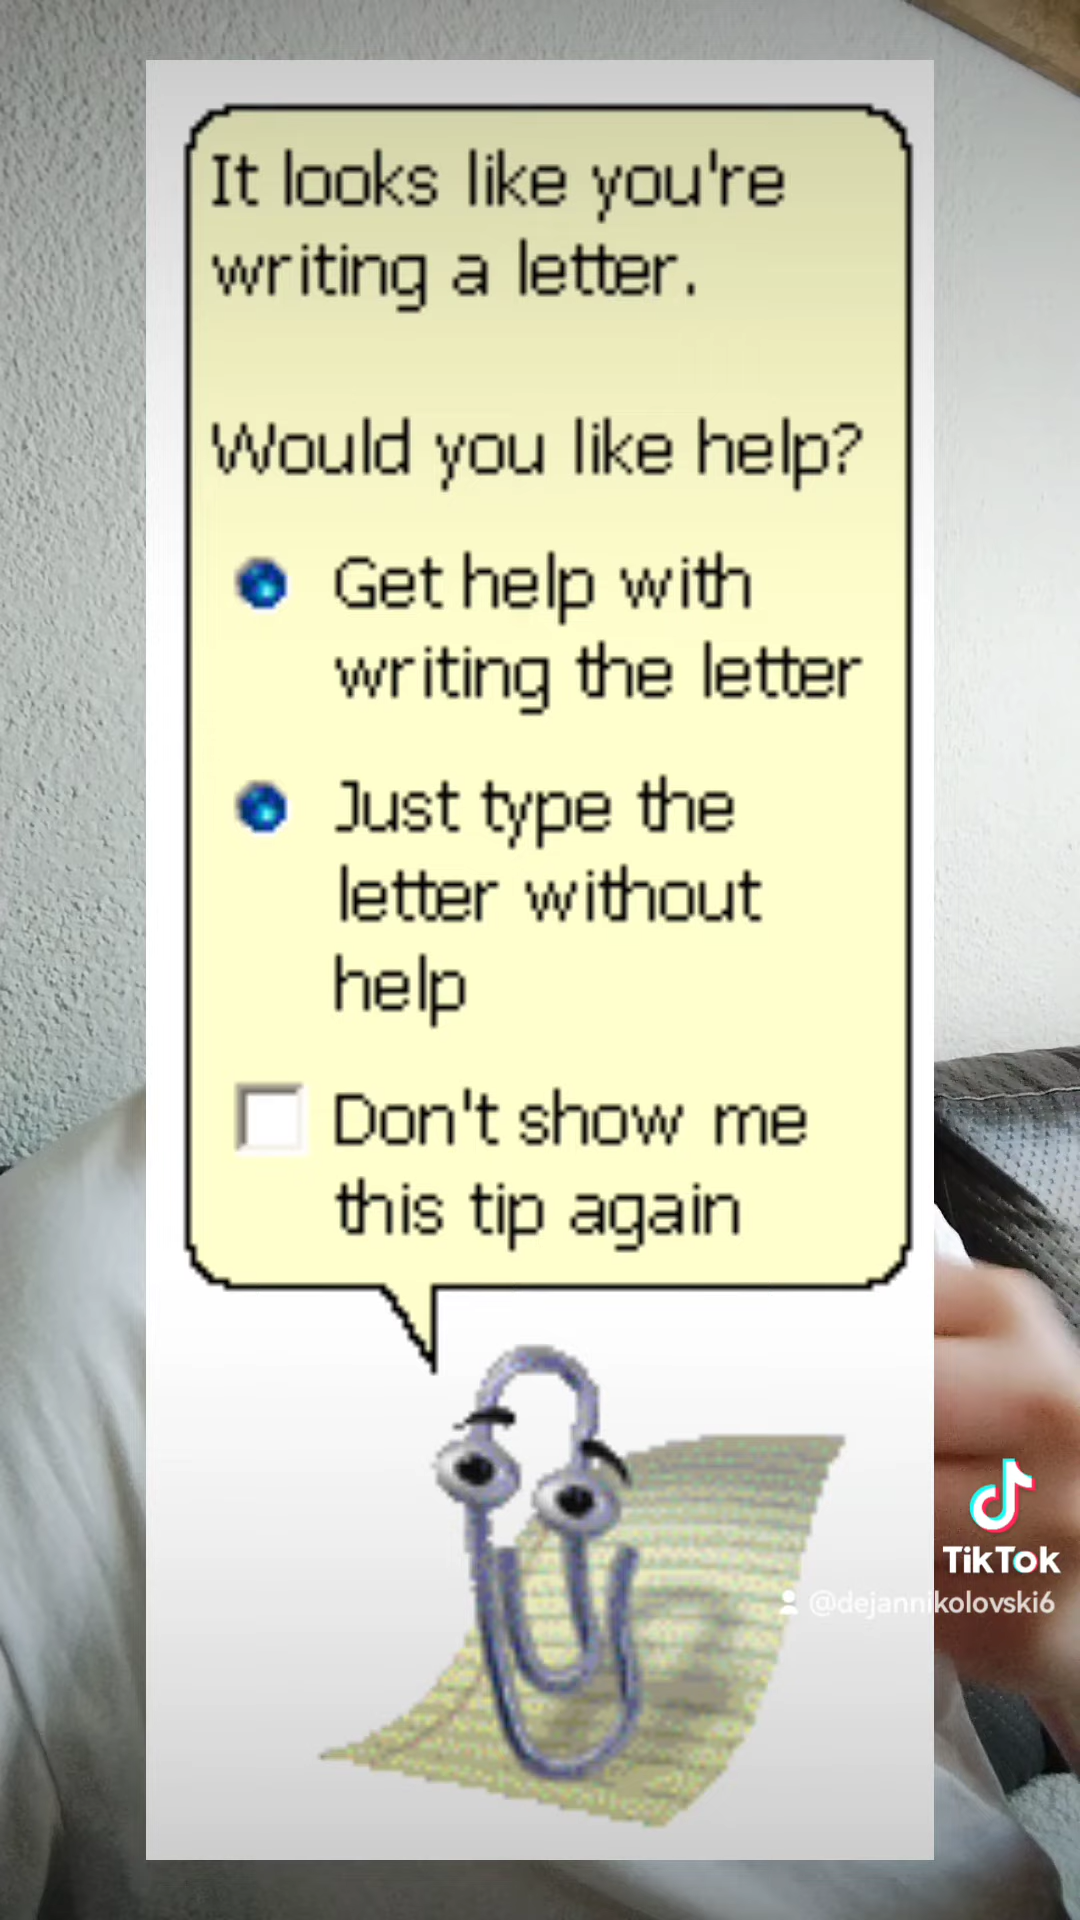 It looks like you're
writing a letter.
Would you like help?
Get help with
writing the letter
Just type the
letter without
help
Don't show me
this tip again
TikTok
@dejannikolovski6